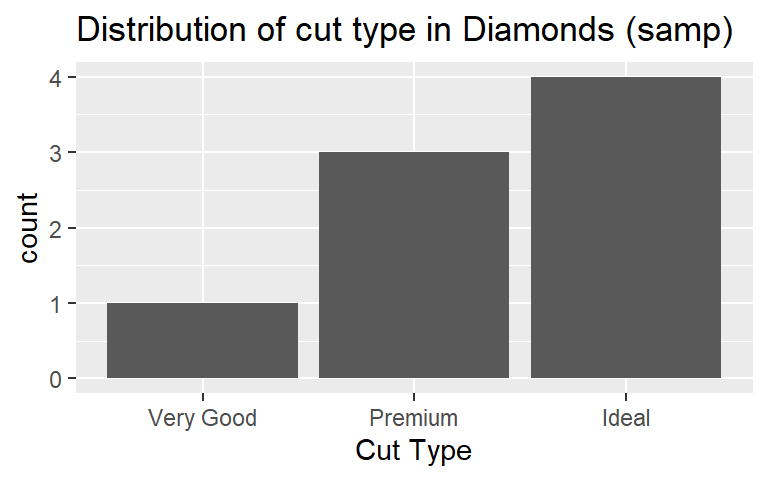 Distribution of cut type in Diamonds (samp)
4
3
2
1
0
count
Very Good Premium Ideal
Cut Type